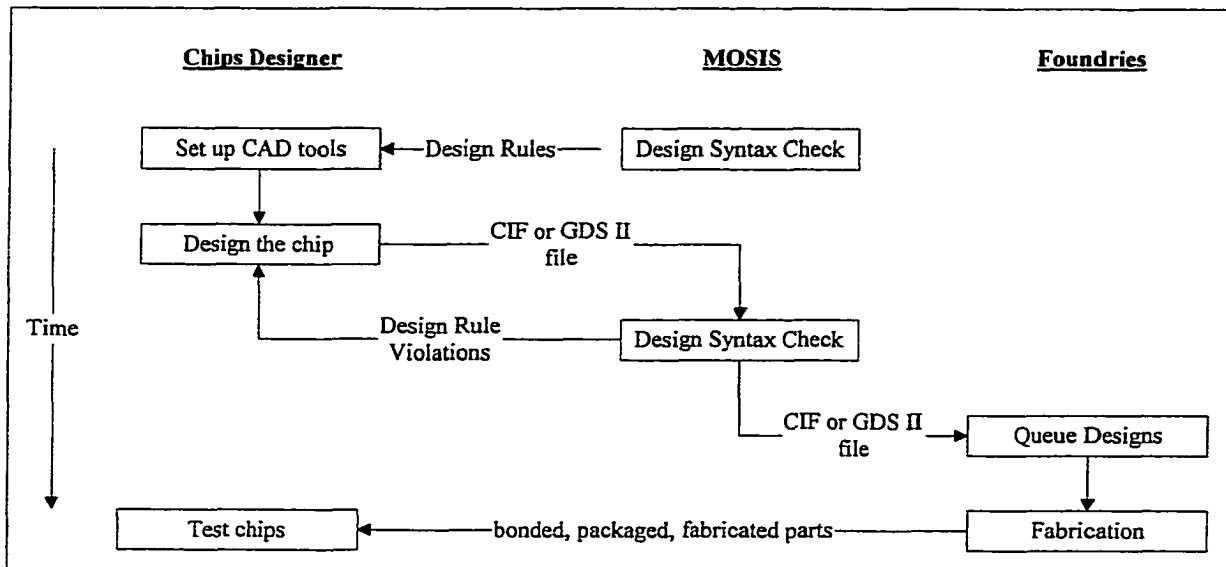 Chips Designer
MOSIS
Foundries
Set up CAD tools
Design Rules
Design Syntax Check
Design the chip
CIF or GDS II
file
Time
Design Rule
Violations
Design Syntax Check
CIF or GDS II
file
Queue Designs
Test chips
bonded, packaged, fabricated parts
Fabrication